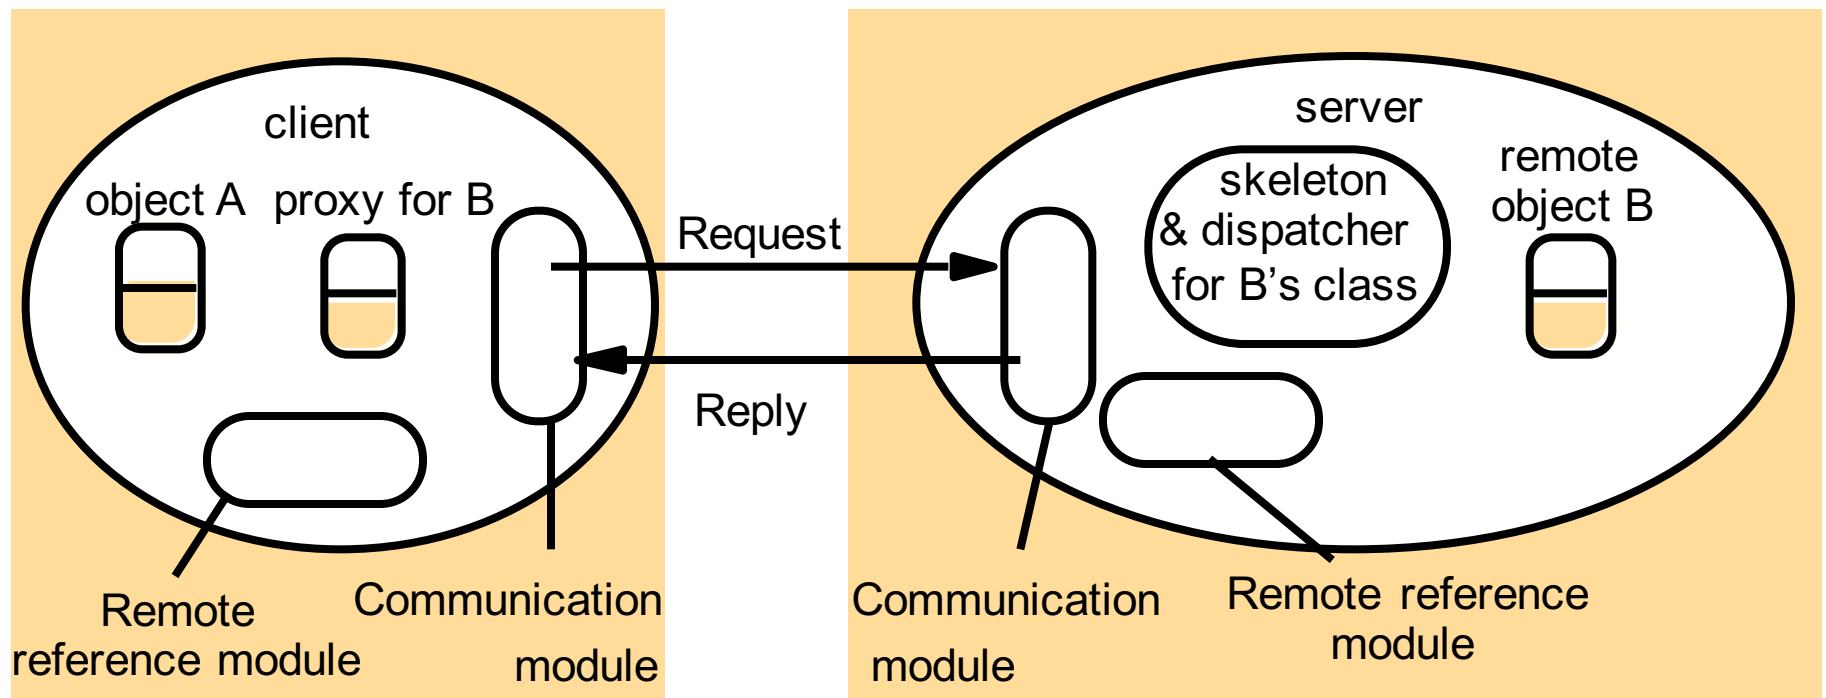 client
object A
proxy for B
Remote
reference module
Communication
module
Request
Reply
server
skeleton
& dispatcher
for B’s class
remote
object B
Communication
module
Remote reference
module